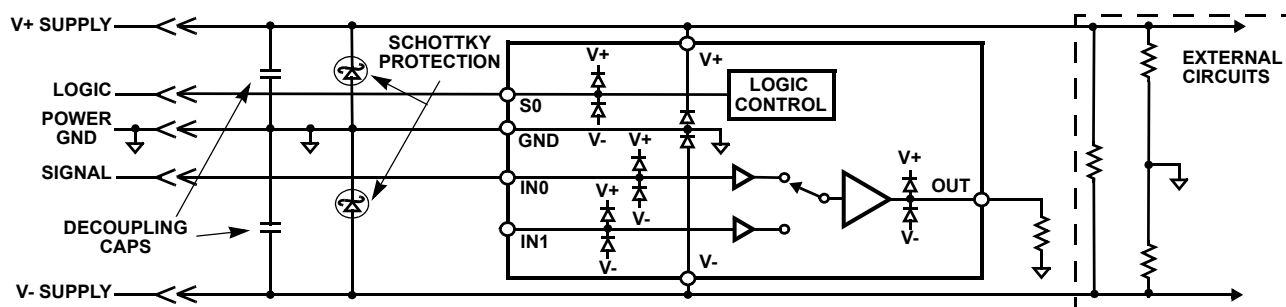 V+ SUPPLY
LOGIC
POWER
GND
SIGNAL
DECOUPLING
CAPS
V- SUPPLY
SCHOTTKY
PROTECTION
S0
GND
IN0
IN1
V+
V-
V+
V-
V+
V-
V+
LOGIC
CONTROL
V+
OUT
V-
V-
EXTERNAL
CIRCUITS